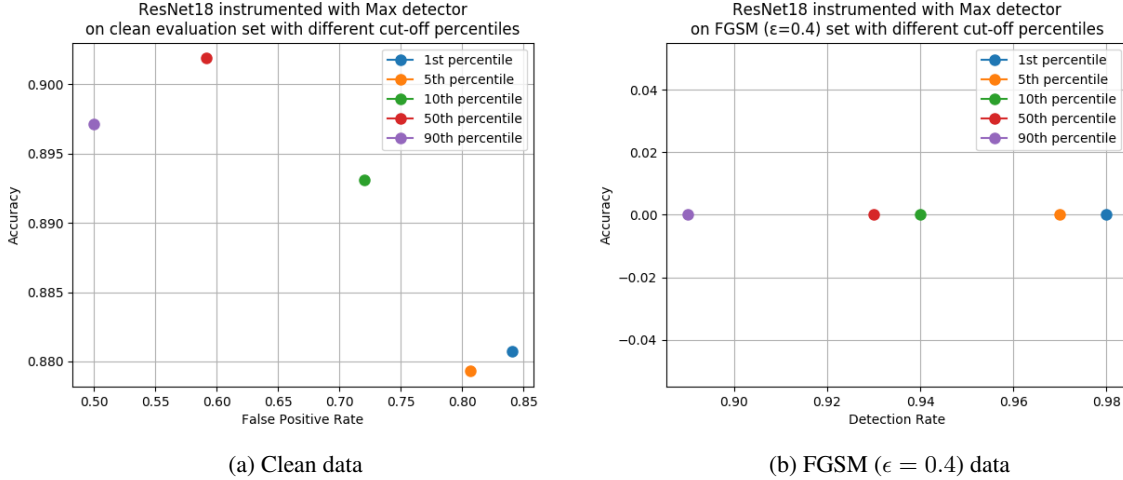 ResNet18 instrumented with Max detector
on clean evaluation set with different cut-off percentiles
0.900
0.895
0.890
0.885
0.880
Accuracy
1st percentile
5th percentile
10th percentile
50th percentile
90th percentile
0.50 0.55 0.60 0.65 0.70 0.75 0.80 0.85
False Positive Rate
(a) Clean data
ResNet18 instrumented with Max detector
on FGSM (ε=0.4) set with different cut-off percentiles
0.04
0.02
0.00
−0.02
−0.04
Accuracy
1st percentile
5th percentile
10th percentile
50th percentile
90th percentile
0.90 0.92 0.94 0.96 0.98
Detection Rate
(b) FGSM (ϵ = 0.4) data